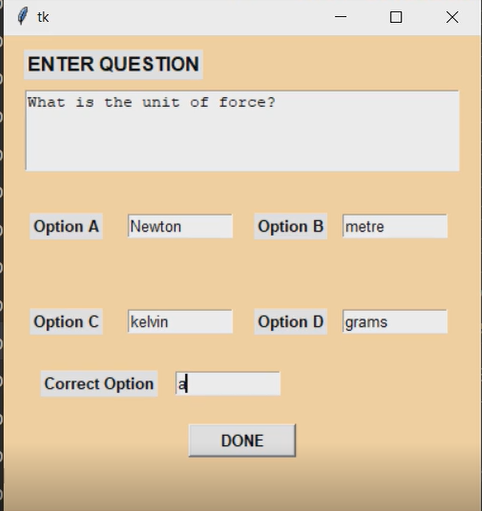 tk
ENTER QUESTION
What is the unit of force?
Option A Newton Option B metre
Option C kelvin Option D grams
Correct Option a
DONE